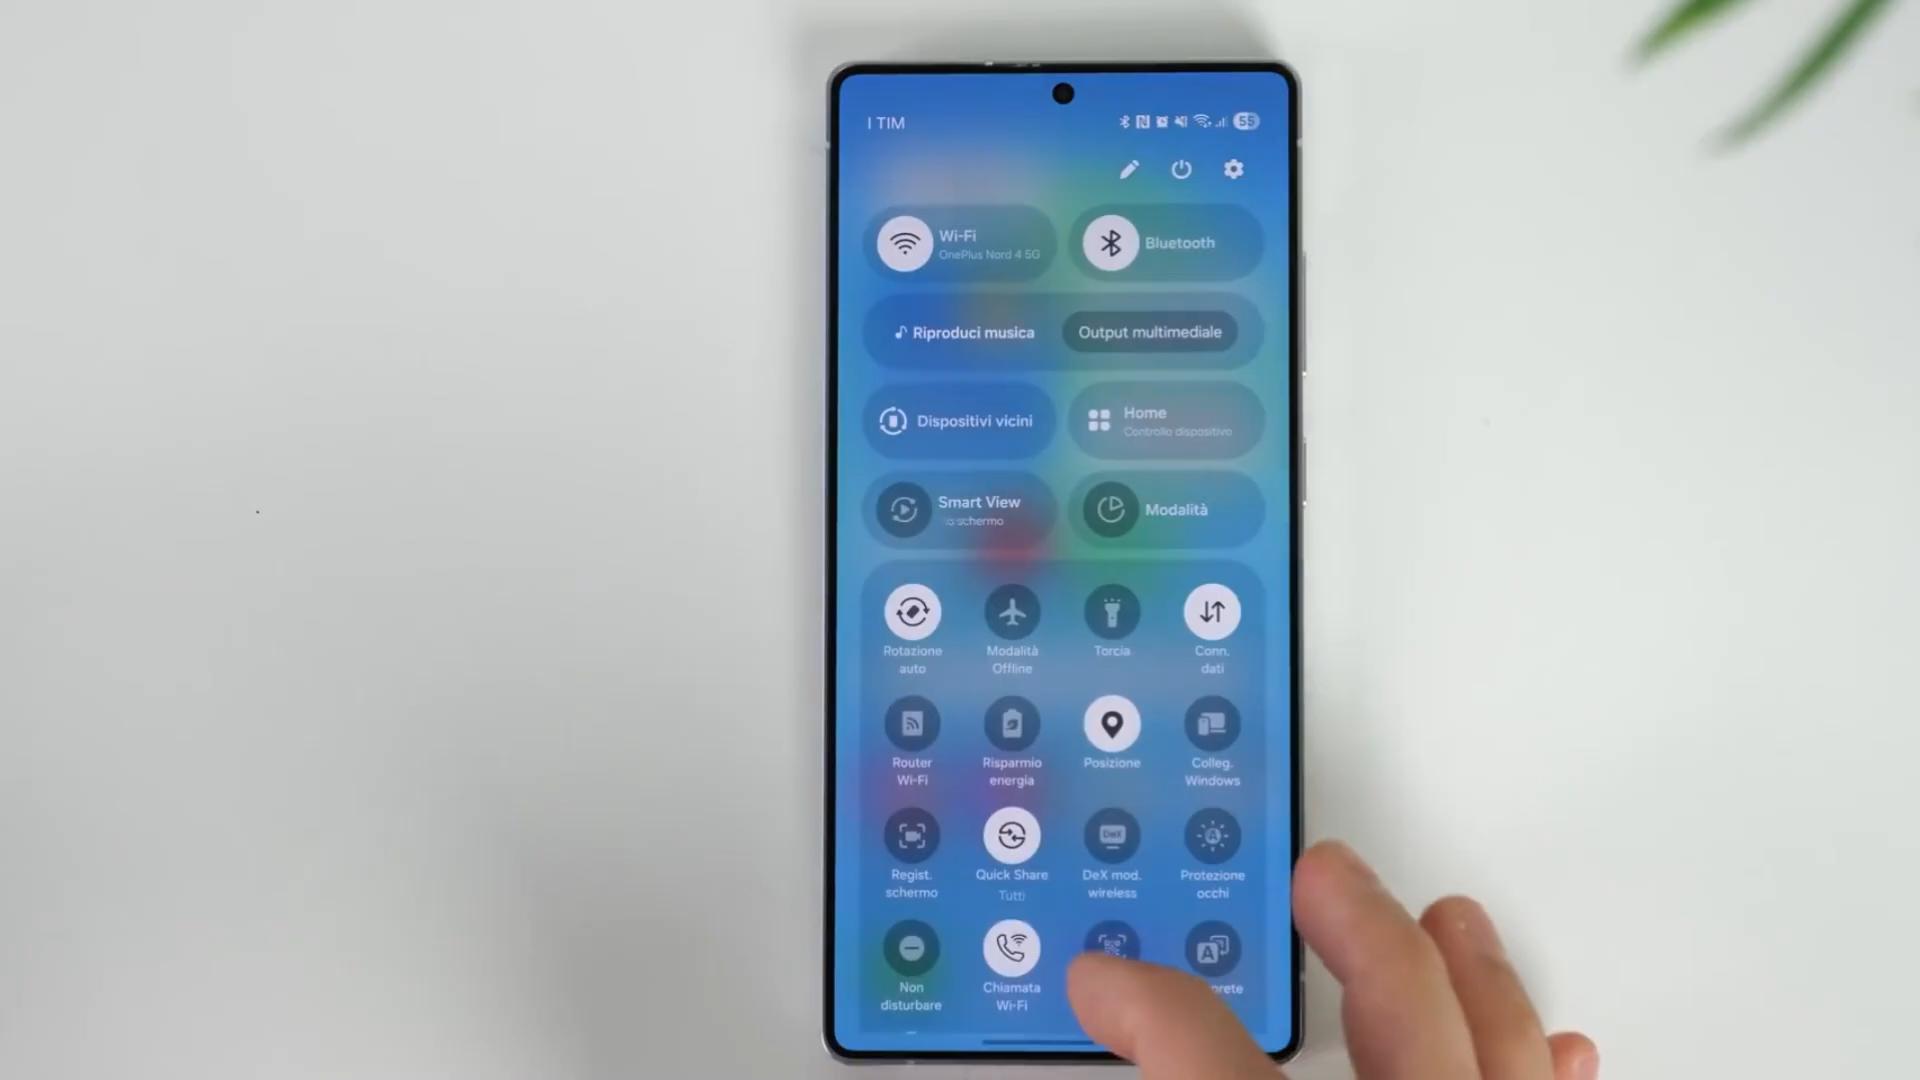 I TIM
55
Wi-Fi
OnePlus Nord 4 5G
Bluetooth
Riproduci musica
Output multimediale
Dispositivi vicini
Home
Controllo dispositivo
Smart View
schermo
Modalità
Rotazione
auto
Modalità
Offline
Torcia
Conn.
dati
Router
Wi-Fi
Risparmio
energia
Posizione
Colleg.
Windows
Regist.
schermo
Quick Share
Tutti
DeX
DeX mod.
wireless
Protezione
occhi
Non
disturbare
Chiamata
Wi-Fi